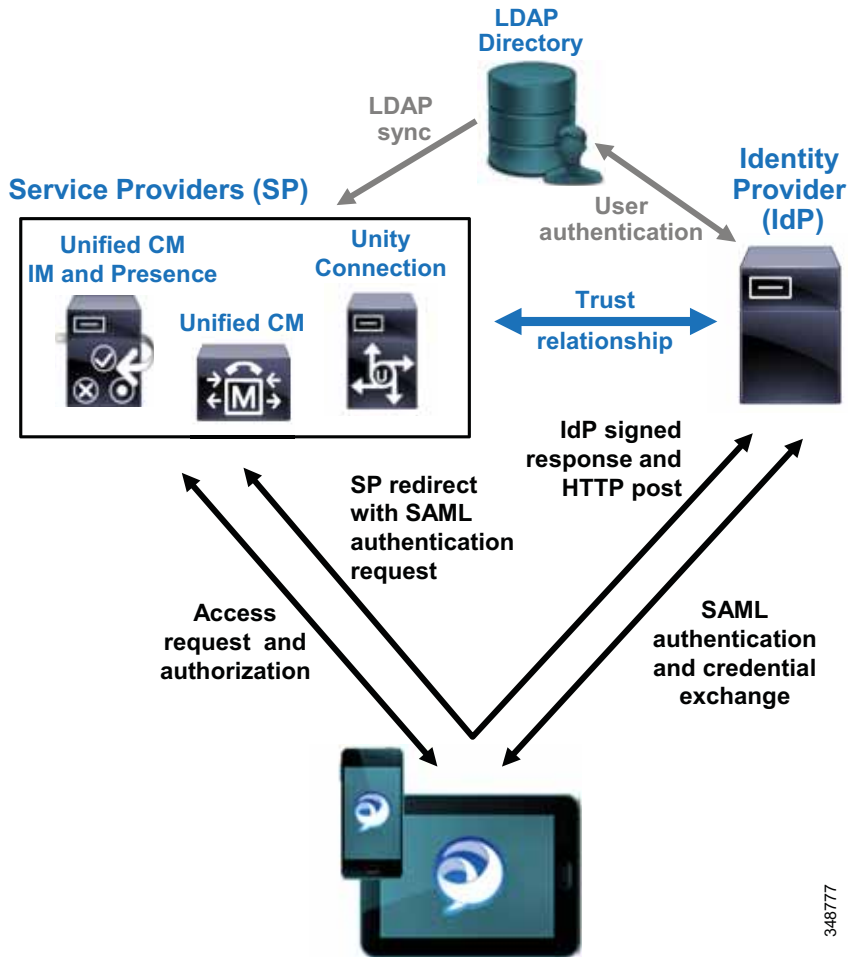 LDAP
Directory
LDAP
sync
Identity
Provider
(IdP)
User
authentication
Service Providers (SP)
Unified CM
IM and Presence
Unified CM
Unity
Connection
U
M
Trust
relationship
IdP signed
response and
HTTP post
SP redirect
with SAML
authentication
request
Access
request and
authorization
SAML
authentication
and credential
exchange
348777